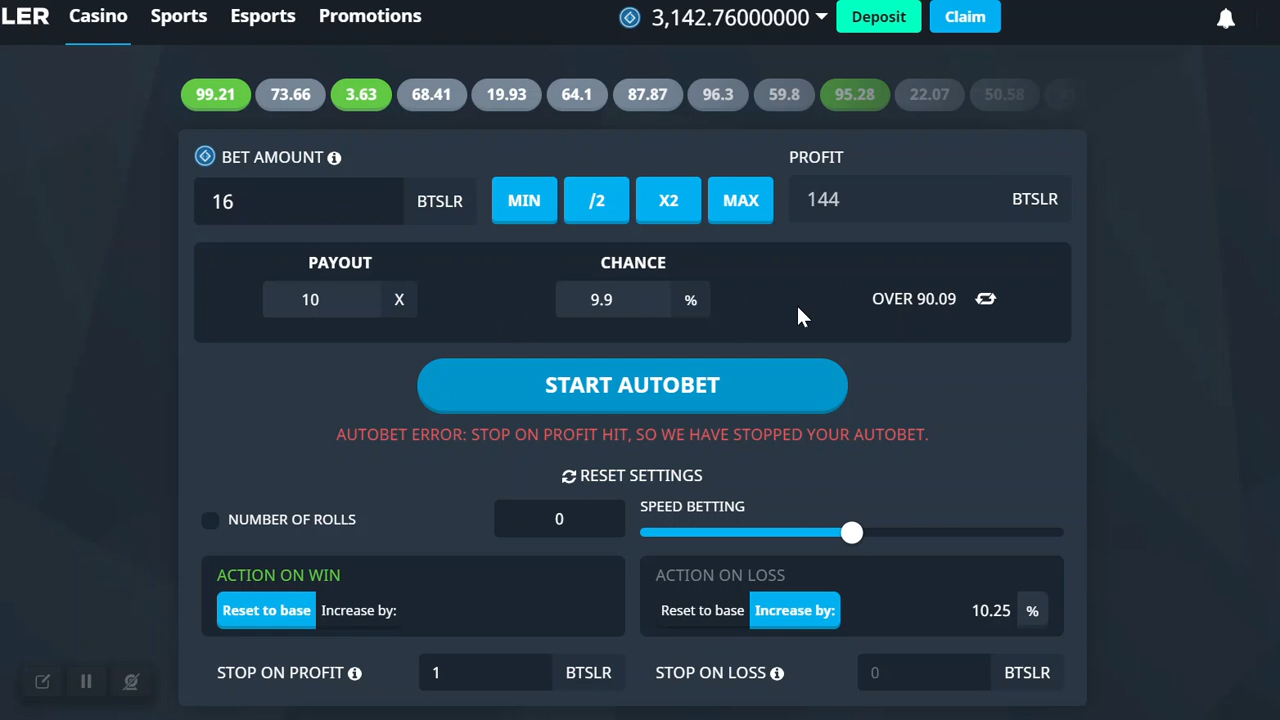 LER Casino Sports Esports Promotions 3,142.76000000 Deposit Claim
99.21 73.66 3.63 68.41 19.93 64.1 87.87 96.3 59.8 95.28 22.07 50.58
BET AMOUNT PROFIT
16 BTSLR MIN /2 X2 MAX 144 BTSLR
PAYOUT CHANCE
10 X 9.9 % OVER 90.09
START AUTOBET
AUTOBET ERROR: STOP ON PROFIT HIT, SO WE HAVE STOPPED YOUR AUTOBET.
RESET SETTINGS
NUMBER OF ROLLS 0 SPEED BETTING
ACTION ON WIN ACTION ON LOSS
Reset to base Increase by: Reset to base Increase by: 10.25 %
STOP ON PROFIT 1 BTSLR STOP ON LOSS 0 BTSLR